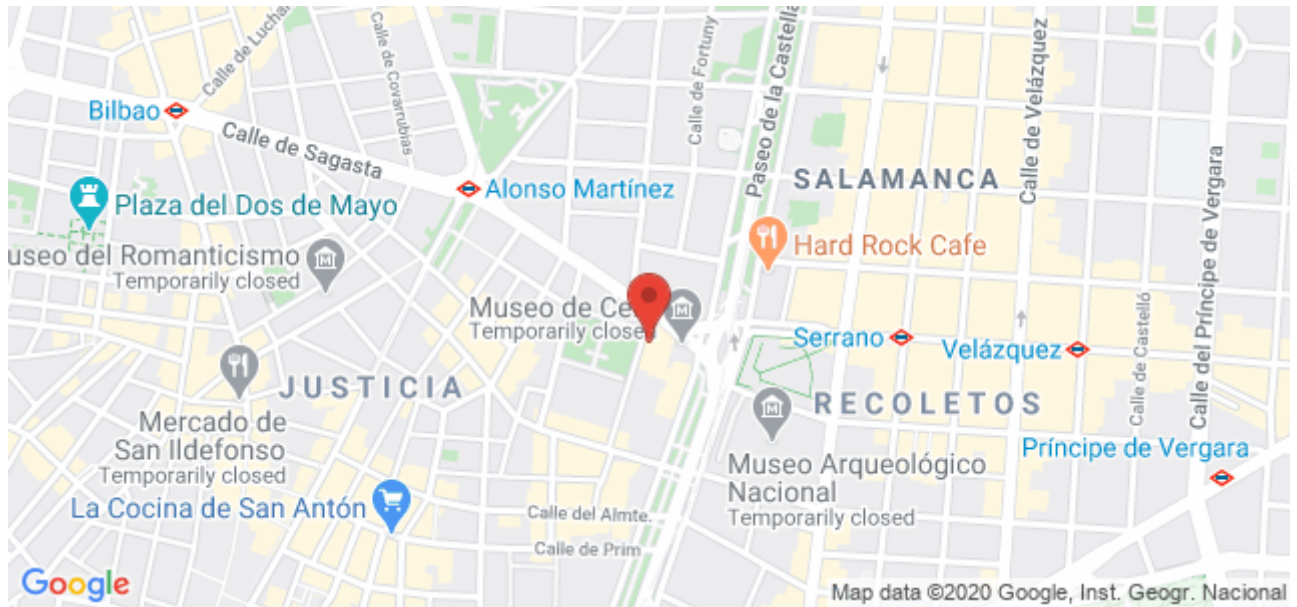 Calle de Luchan
Calle de Covarrubias
Calle de Fortuny
Paseo de la Castella
Calle de Velázquez
Bilbao
Calle de Sagasta
Calle del Príncipe de Vergara
Alonso Martínez
SALAMANCA
Plaza del Dos de Mayo
Hard Rock Cafe
useo del Romanticismo
Temporarily closed
Museo de Ce
Temporarily closed
Calle de Castelló
Serrano
Velázquez
JUSTICIA
RECOLETOS
Mercado de
San Ildefonso
Temporarily closed
Príncipe de Vergara
Museo Arqueológico
Nacional
Temporarily closed
La Cocina de San Antón
Calle del Almte.
Calle de Prim
Google
Map data ©2020 Google, Inst. Geogr. Nacional